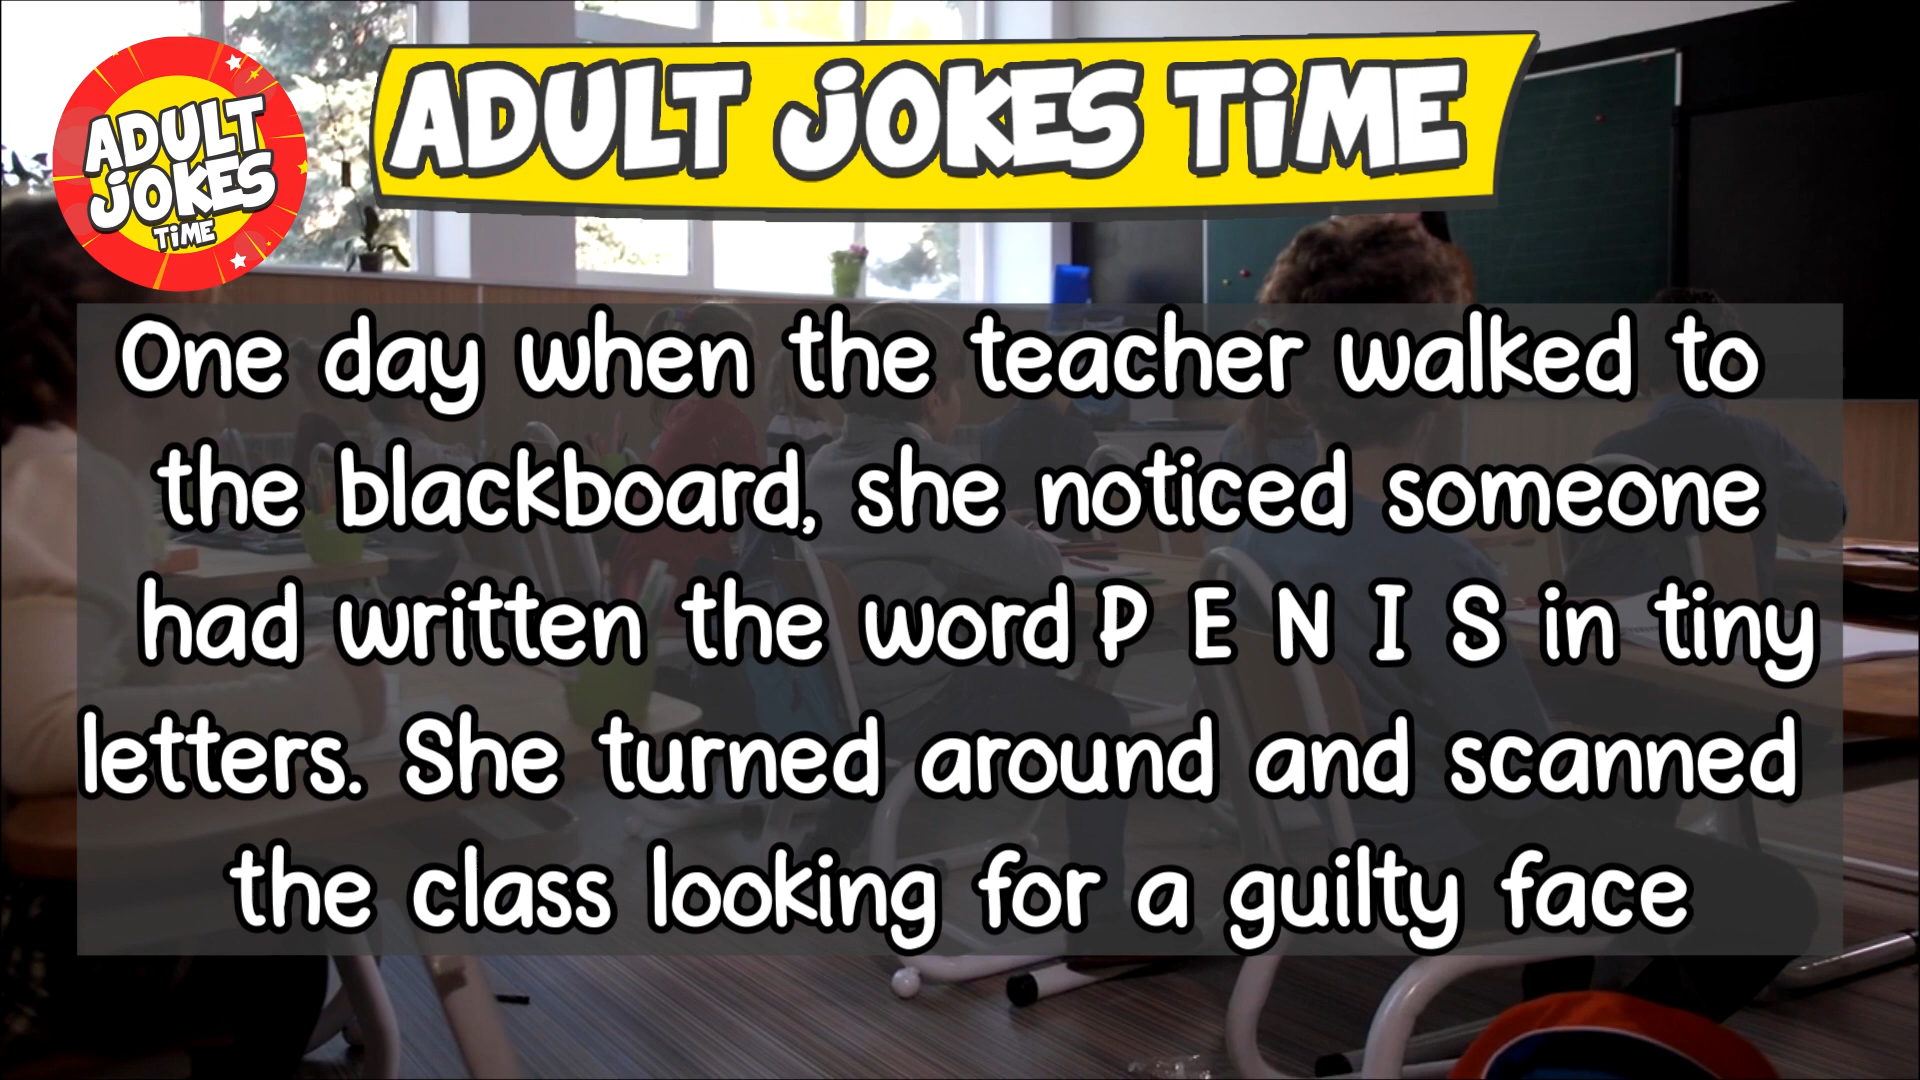 ADULT
JOKES
TiME
ADULT JOKES TiME
One day when the teacher walked to
the blackboard, she noticed someone
had written the word P E N I S in tiny
letters. She turned around and scanned
the class looking for a guilty face